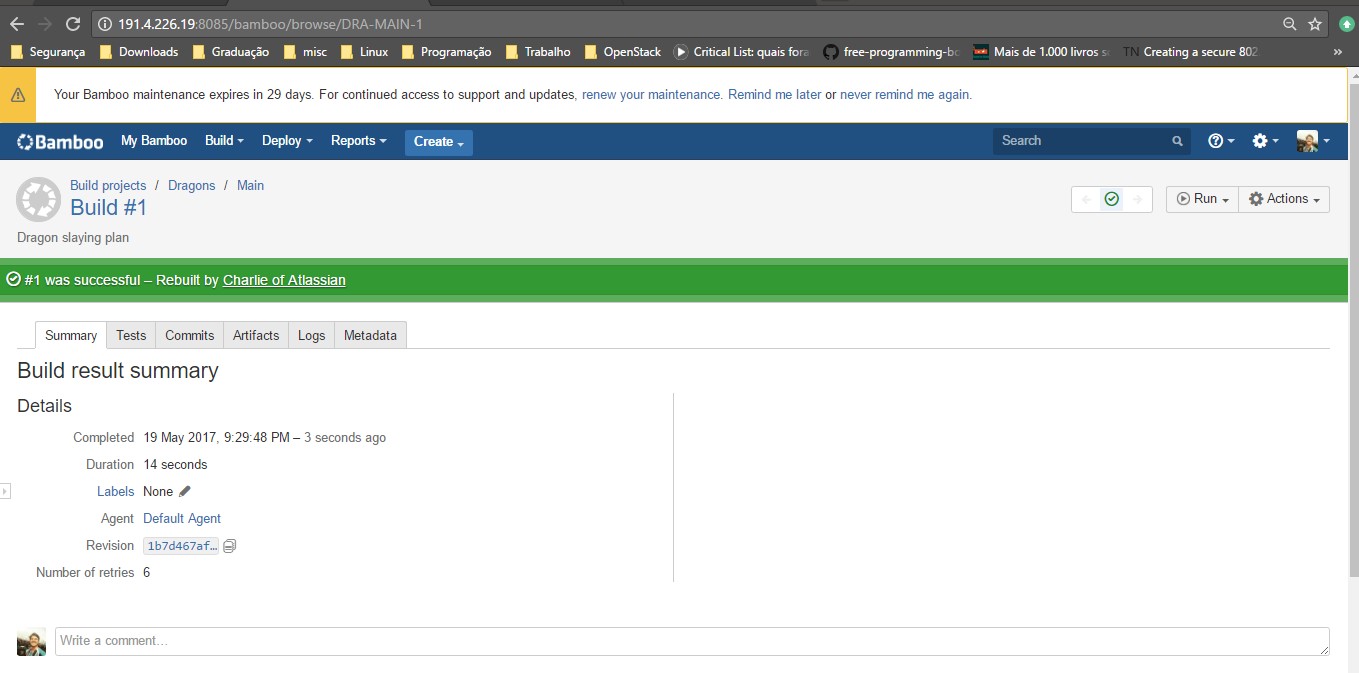 191.4.226.19:8085/bamboo/browse/DRA-MAIN-1
Segurança Downloads Graduação misc Linux Programação Trabalho OpenStack Critical List: quais fora free-programming-bo Mais de 1.000 livros TN Creating a secure 802 »
Your Bamboo maintenance expires in 29 days. For continued access to support and updates, renew your maintenance. Remind me later or never remind me again.
Bamboo My Bamboo Build Deploy Reports Create Search
Build projects / Dragons / Main
Build #1
Run Actions
Dragon slaying plan
#1 was successful – Rebuilt by Charlie of Atlassian
Summary Tests Commits Artifacts Logs Metadata
Build result summary
Details
Completed 19 May 2017, 9:29:48 PM – 3 seconds ago
Duration 14 seconds
Labels None
Agent Default Agent
Revision 1b7d467af…
Number of retries 6
Write a comment…